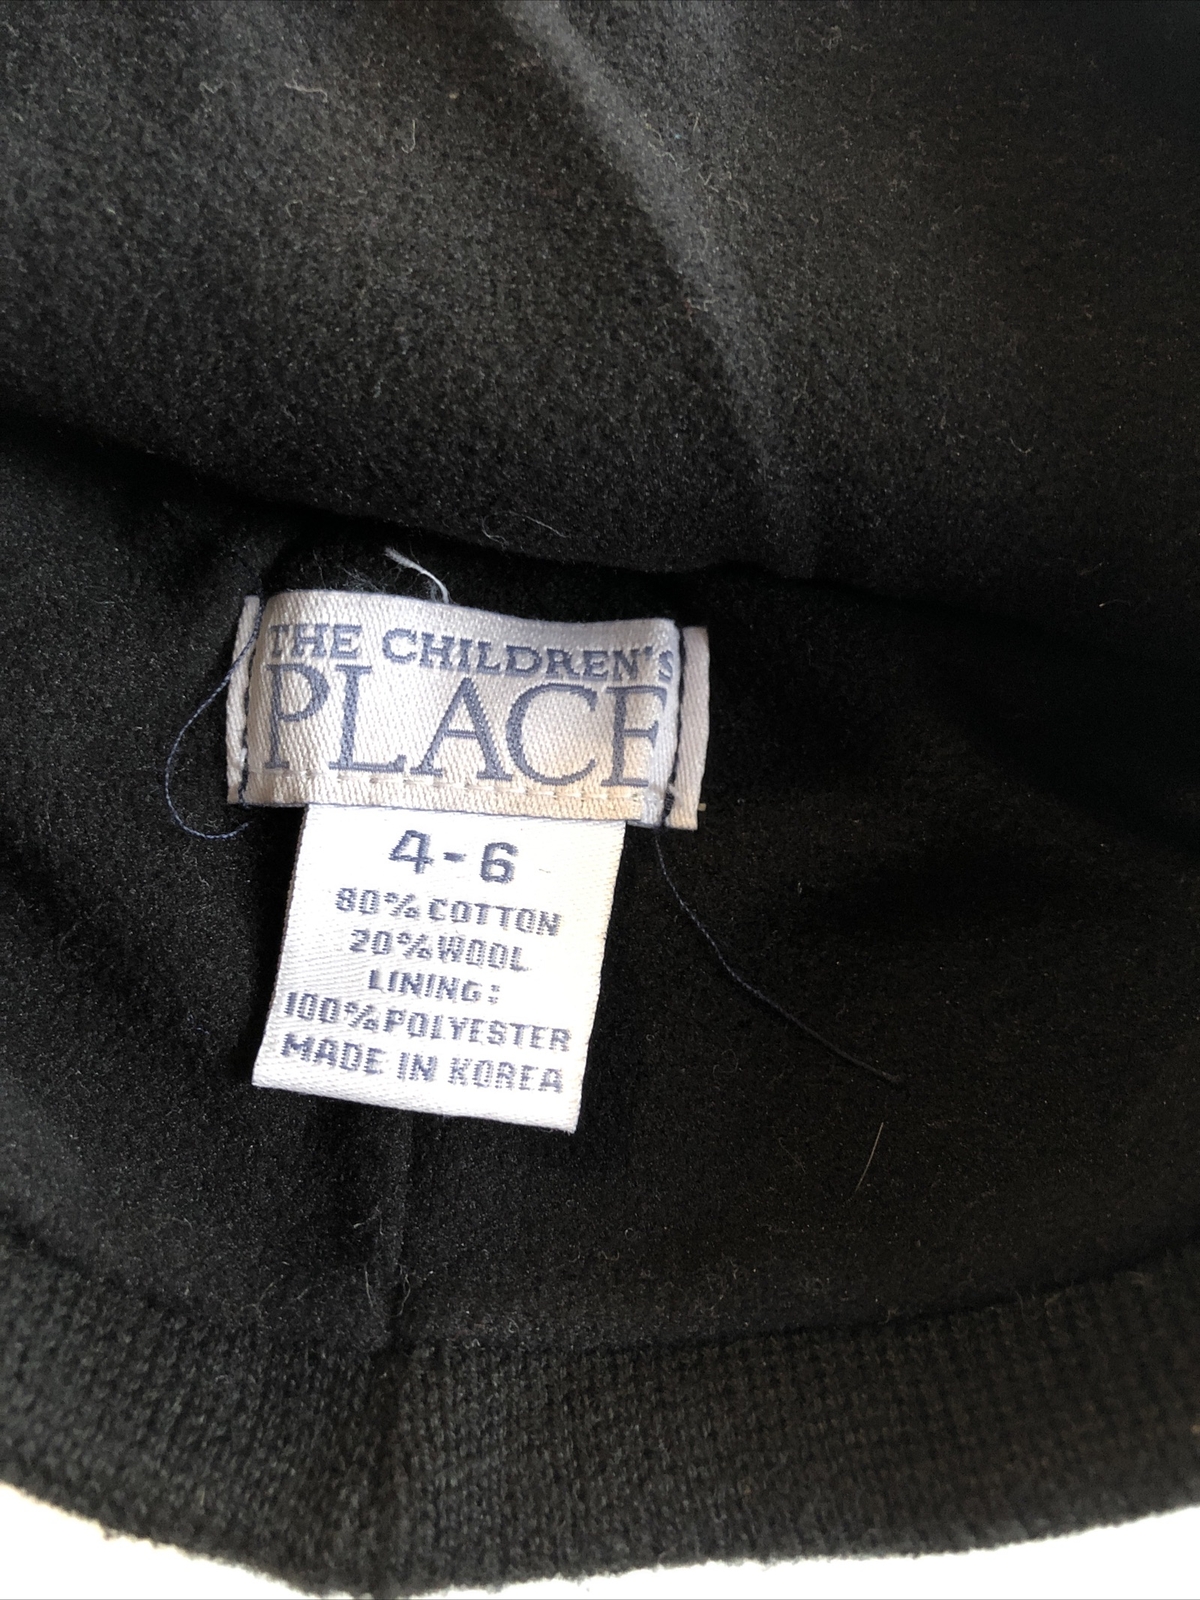 THE CHILDREN'S
PLACE
4-6
80% COTTON
20% WOOL
LINING:
100% POLYESTER
MADE IN KOREA